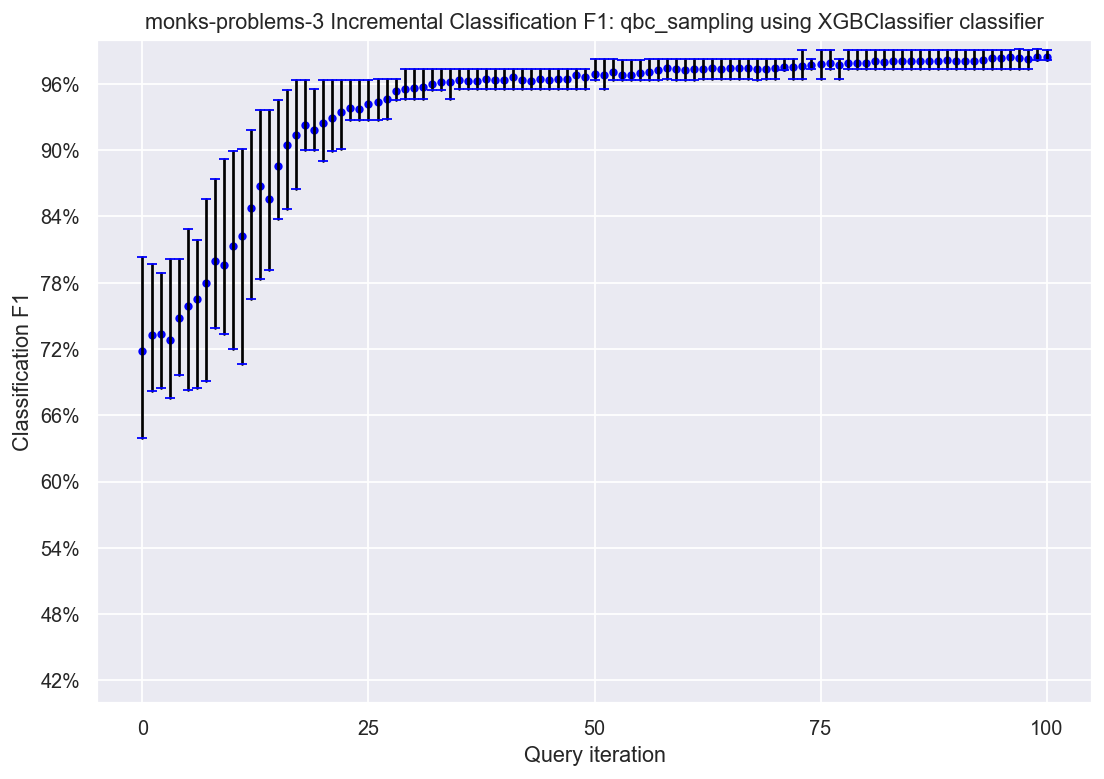 monks-problems-3 Incremental Classification F1: qbc_sampling using XGBClassifier classifier
Classification F1
96%
90%
84%
78%
72%
66%
60%
54%
48%
42%
0 25 50 75 100
Query iteration